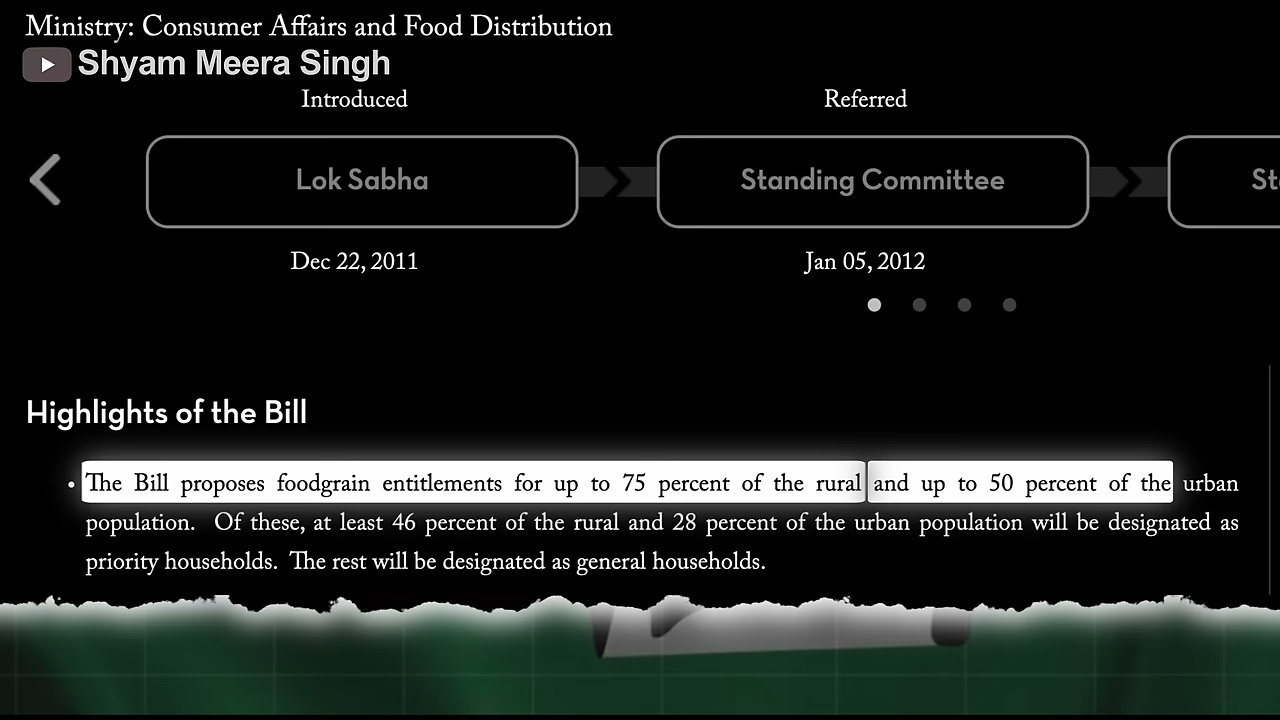 Ministry: Consumer Affairs and Food Distribution
Shyam Meera Singh
Introduced
Referred
Lok Sabha
Standing Committee
Dec 22, 2011
Jan 05, 2012
Highlights of the Bill
• The Bill proposes foodgrain entitlements for up to 75 percent of the rural and up to 50 percent of the urban
population. Of these, at least 46 percent of the rural and 28 percent of the urban population will be designated as
priority households. The rest will be designated as general households.